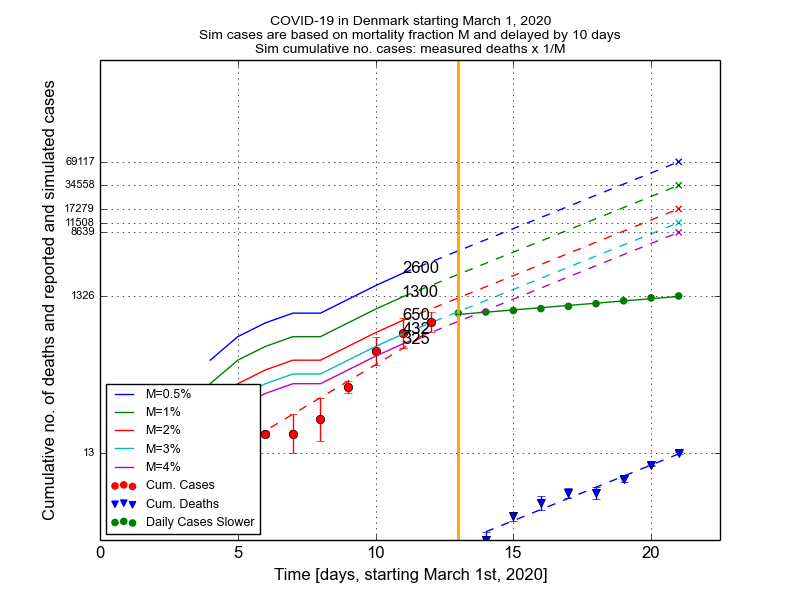 COVID-19 in Denmark starting March 1, 2020
Sim cases are based on mortality fraction M and delayed by 10 days
Sim cumulative no. cases: measured deaths x 1/M
Cumulative no. of deaths and reported and simulated cases
69117
34558
17279
11508
8639
1326
13
2600
1300
650
432
325
M=0.5%
M=1%
M=2%
M=3%
M=4%
Cum. Cases
Cum. Deaths
Daily Cases Slower
0 5 10 15 20
Time [days, starting March 1st, 2020]